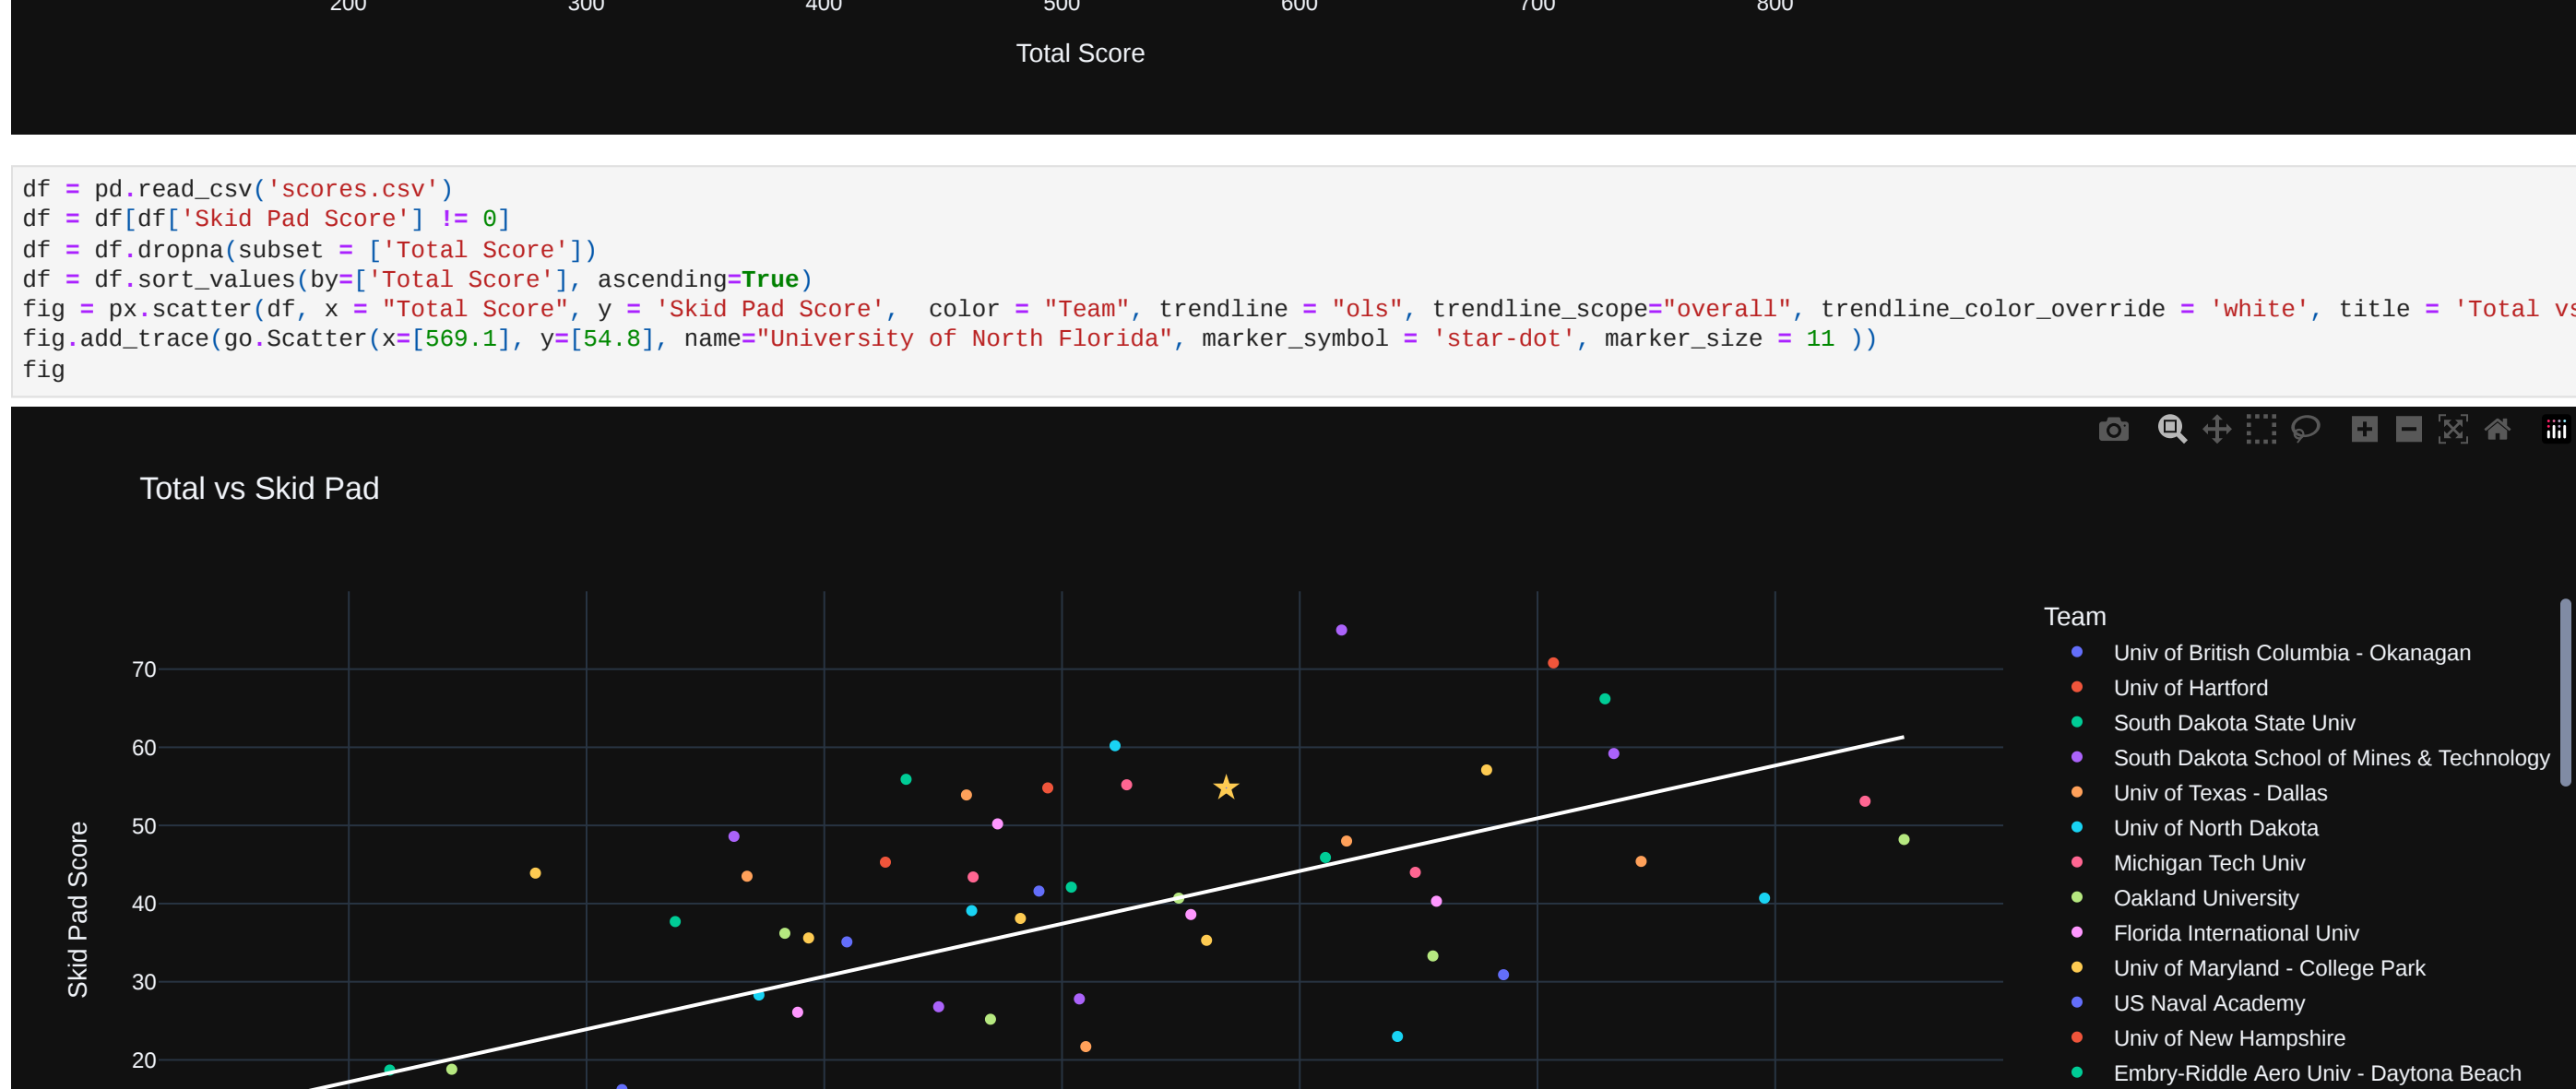 200 300 400 500 600 700 800
Total Score
df = pd.read_csv('scores.csv')
df = df[df['Skid Pad Score'] != 0]
df = df.dropna(subset = ['Total Score'])
df = df.sort_values(by=['Total Score'], ascending=True)
fig = px.scatter(df, x = "Total Score", y = 'Skid Pad Score',  color = "Team", trendline = "ols", trendline_scope="overall", trendline_color_override = 'white', title = 'Total vs
fig.add_trace(go.Scatter(x=[569.1], y=[54.8], name="University of North Florida", marker_symbol = 'star-dot', marker_size = 11 ))
fig
Total vs Skid Pad
70
60
50
40
30
20
Skid Pad Score
Team
Univ of British Columbia - Okanagan
Univ of Hartford
South Dakota State Univ
South Dakota School of Mines & Technology
Univ of Texas - Dallas
Univ of North Dakota
Michigan Tech Univ
Oakland University
Florida International Univ
Univ of Maryland - College Park
US Naval Academy
Univ of New Hampshire
Embry-Riddle Aero Univ - Daytona Beach